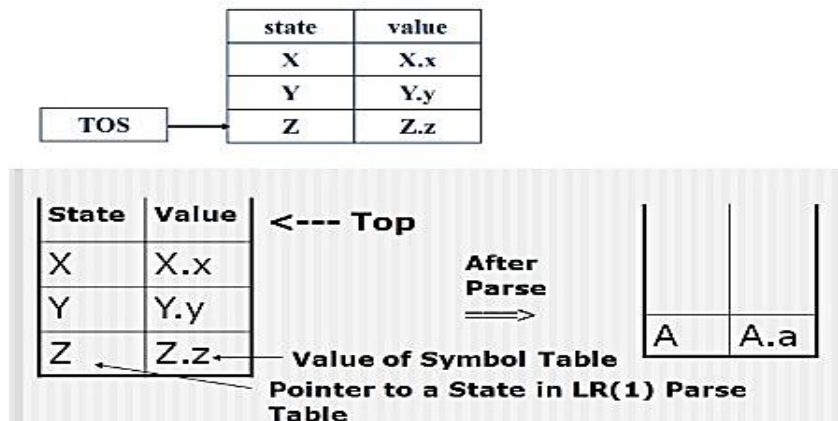 state value
X X.x
Y Y.y
TOS Z Z.z
State Value <--- Top
X X.x
After
Parse
===>
Y Y.y
Z Z.z Value of Symbol Table
A A.a
Pointer to a State in LR(1) Parse
Table